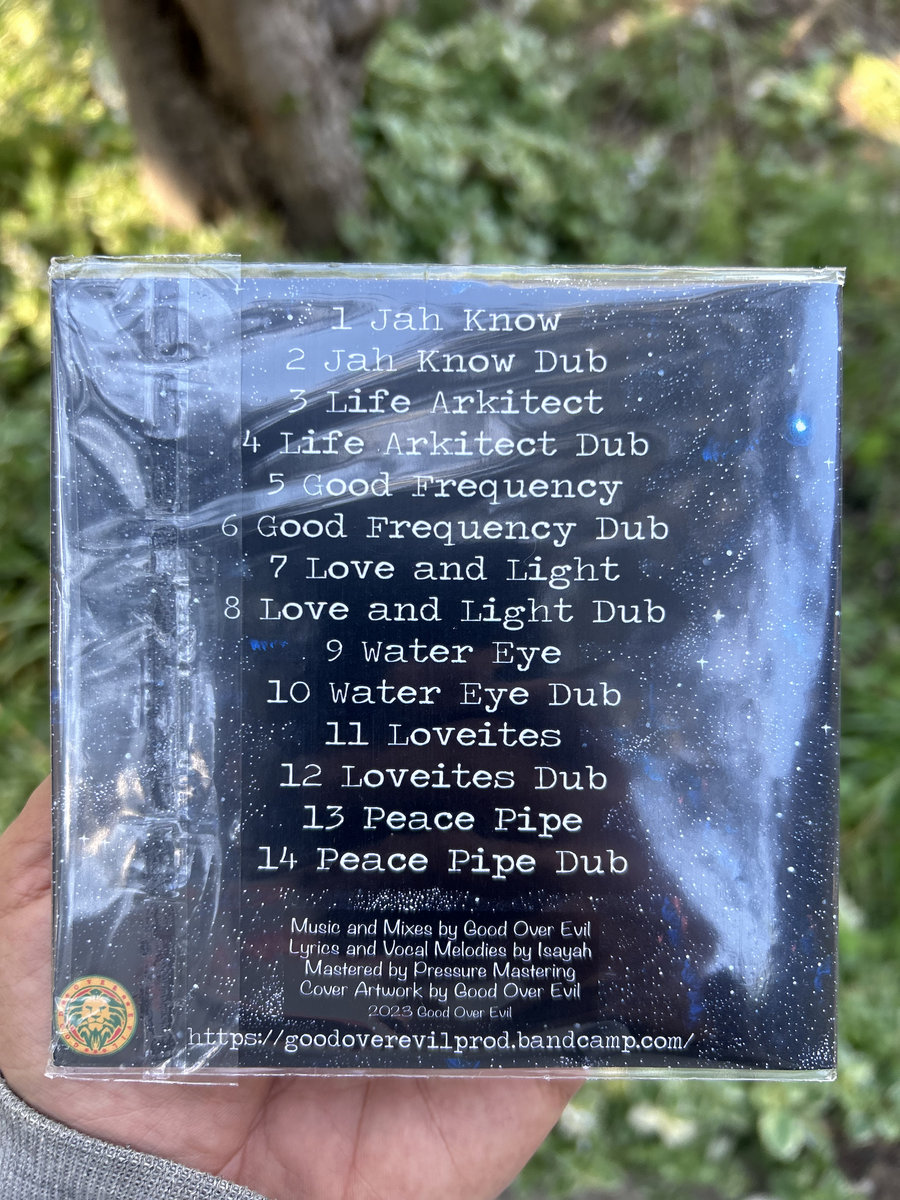 1 Jah Know
2 Jah Know Dub
3 Life Arkitect
4 Life Arkitect Dub
5 Good Frequency
6 Good Frequency Dub
7 Love and Light
8 Love and Light Dub
9 Water Eye
10 Water Eye Dub
11 Loveites
12 Loveites Dub
13 Peace Pipe
14 Peace Pipe Dub
Music and Mixes by Good Over Evil
Lyrics and Vocal Melodies by Isayah
Mastered by Pressure Mastering
Cover Artwork by Good Over Evil
2023 Good Over Evil
https://goodoverevilprod.bandcamp.com/
GOOD OVER EVIL